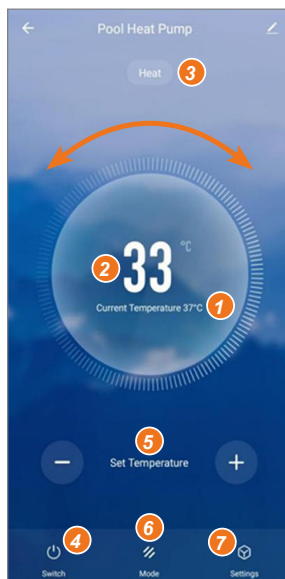 Pool Heat Pump
Heat 3
°C
2 33
Current Temperature 37°C 1
5
− Set Temperature +
4 6 7
Switch Mode Settings